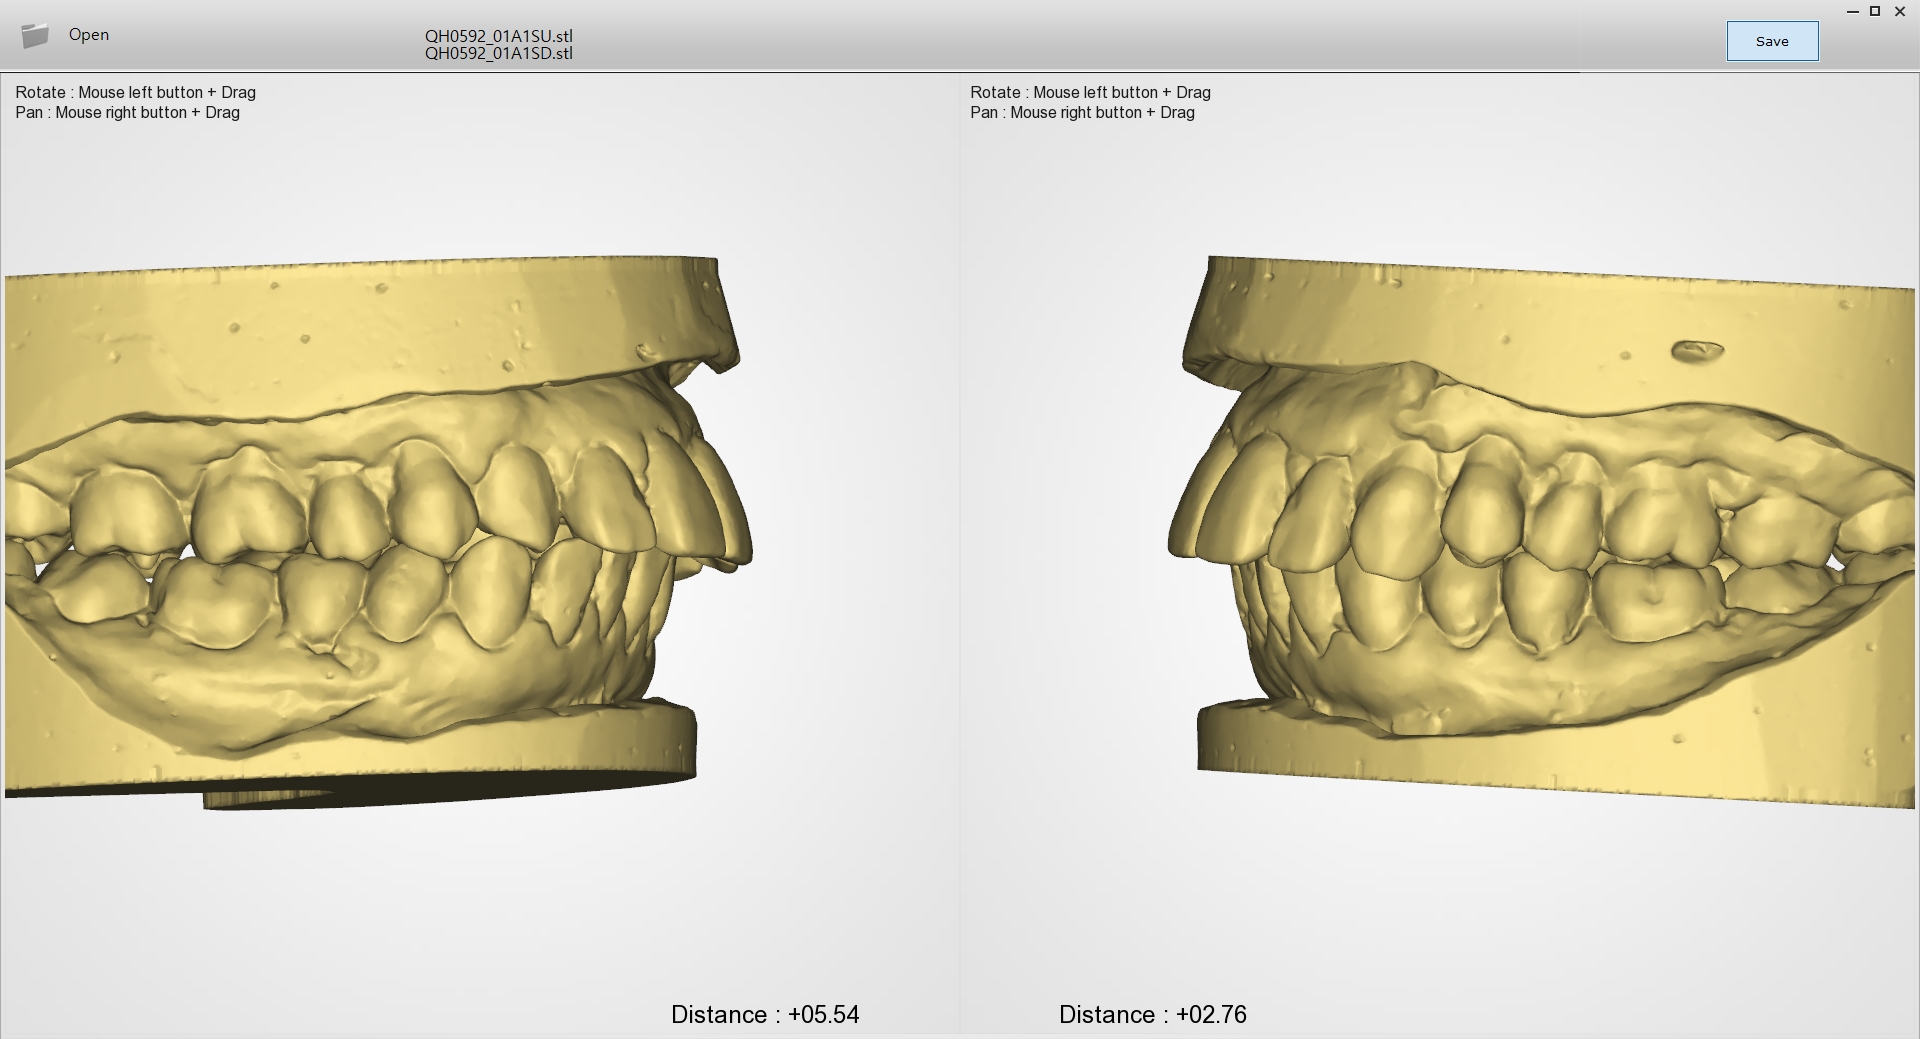 Open
QH0592_01A1SU.stl
QH0592_01A1SD.stl
Save
Rotate : Mouse left button + Drag
Pan : Mouse right button + Drag
Rotate : Mouse left button + Drag
Pan : Mouse right button + Drag
Distance : +05.54
Distance : +02.76